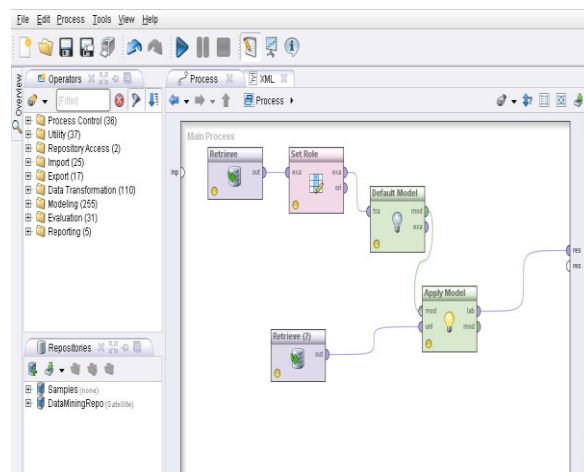 File Edit Process Tools View Help
Overview
Operators
[Filter]
Process Control (36)
Utility (37)
Repository Access (2)
Import (25)
Export (17)
Data Transformation (110)
Modeling (255)
Evaluation (31)
Reporting (5)
Repositories
Samples (none)
DataMiningRepo (Satellite)
Process
XML
Process
Main Process
inp
Retrieve
out
Set Role
exa exa
ori
Default Model
tra mod
exa
Apply Model
mod lab
unl mod
Retrieve (2)
out
res
res